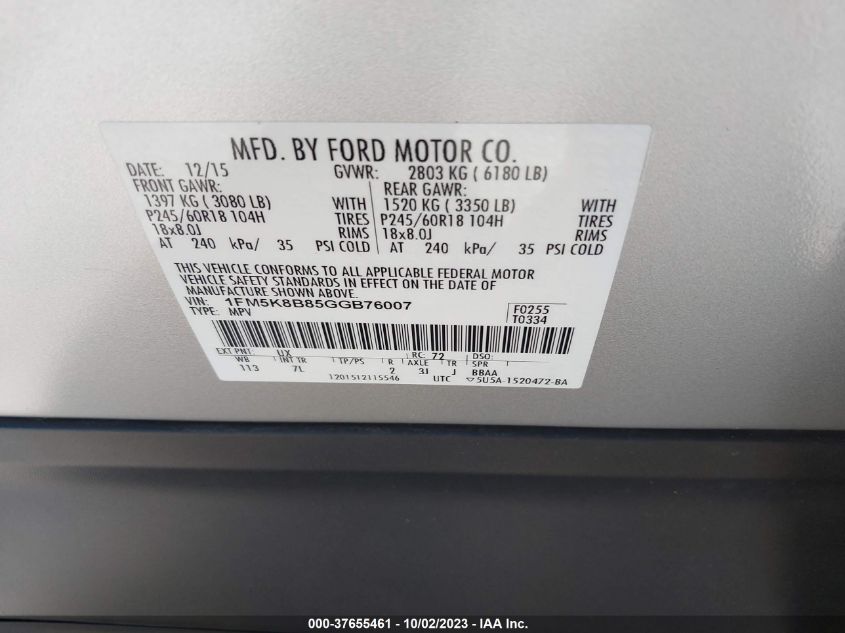 MFD. BY FORD MOTOR CO.
DATE: 12/15 GVWR: 2803 KG ( 6180 LB)
FRONT GAWR: REAR GAWR:
1397 KG ( 3080 LB) WITH 1520 KG ( 3350 LB) WITH
P245/60R18 104H TIRES P245/60R18 104H TIRES
18x8.0J RIMS 18x8.0J RIMS
AT 240 kPa/ 35 PSI COLD AT 240 kPa/ 35 PSI COLD
THIS VEHICLE CONFORMS TO ALL APPLICABLE FEDERAL MOTOR
VEHICLE SAFETY STANDARDS IN EFFECT ON THE DATE OF
MANUFACTURE SHOWN ABOVE.
VIN: 1FM5K8B85GGB76007 F0255
TYPE: MPV T0334
EXT PNT: UX RC: 72 DSO:
WB INT TR TP/PS R AXLE TR SPR
113 7L 2 3J J BBAA
1201512115546 UTC ▽5U5A-1520472-BA
000-37655461 - 10/02/2023 - IAA Inc.